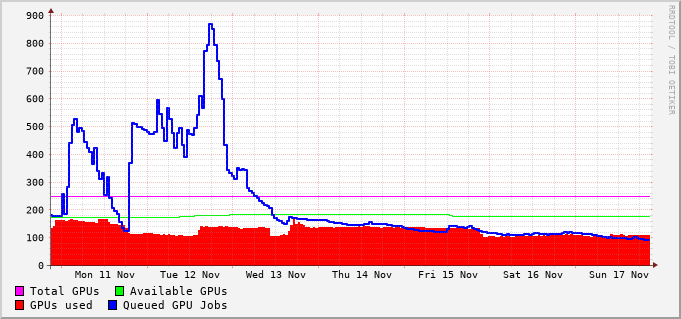 900
800
700
600
500
400
300
200
100
0
Mon 11 Nov Tue 12 Nov Wed 13 Nov Thu 14 Nov Fri 15 Nov Sat 16 Nov Sun 17 Nov
Total GPUs Available GPUs
GPUs used Queued GPU Jobs
RRDTOOL / TOBI OETIKER